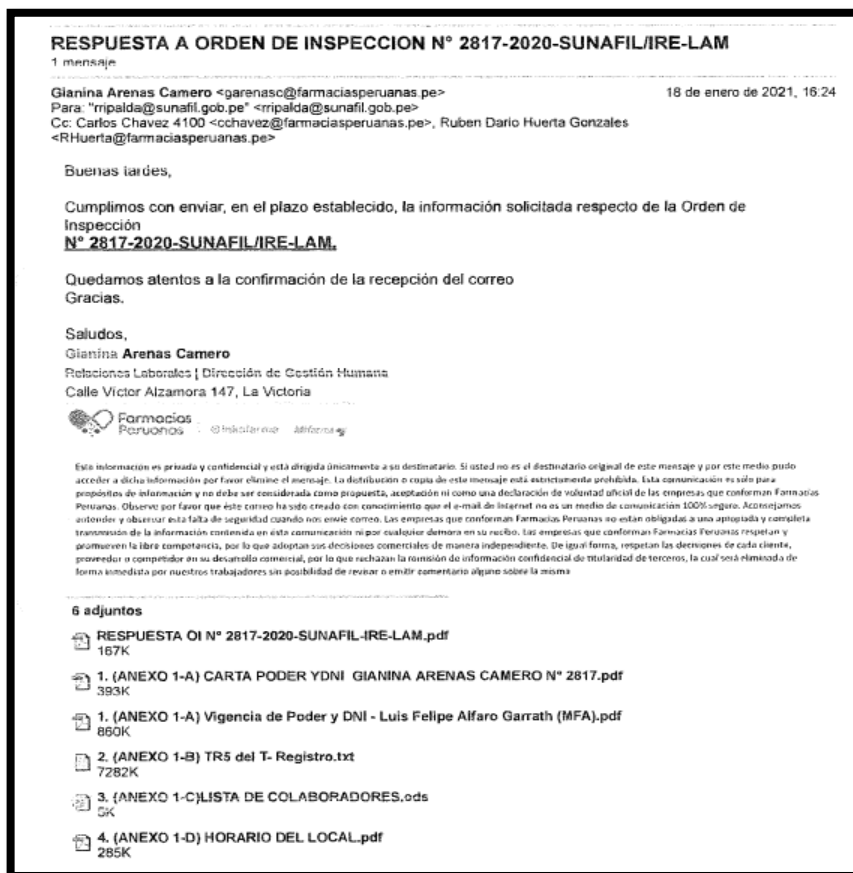 RESPUESTA A ORDEN DE INSPECCION N° 2817-2020-SUNAFIL/IRE-LAM
1 mensaje
Gianina Arenas Camero <garenasc@farmaciasperuanas.pe> 18 de enero de 2021, 16:24
Para: "rripalda@sunafil.gob.pe" <rripalda@sunafil.gob.pe>
Cc: Carlos Chavez 4100 <cchavez@farmaciasperuanas.pe>, Ruben Dario Huerta Gonzales
<RHuerta@farmaciasperuanas.pe>
Buenas tardes,
Cumplimos con enviar, en el plazo establecido, la información solicitada respecto de la Orden de
Inspección
N° 2817-2020-SUNAFIL/IRE-LAM.
Quedamos atentos a la confirmación de la recepción del correo
Gracias.
Saludos,
Gianina Arenas Camero
Relaciones Laborales | Dirección de Gestión Humana
Calle Víctor Alzamora 147, La Victoria
Farmacias
Peruanas Inkafarma Mifarma
Esta información es privada y confidencial y está dirigida únicamente a su destinatario. Si usted no es el destinatario original de este mensaje y por este medio pudo
acceder a dicha información por favor elimine el mensaje. La distribución o copia de este mensaje está estrictamente prohibida. Esta comunicación es sólo para
propósitos de información y no debe ser considerada como propuesta, aceptación ni como una declaración de voluntad oficial de las empresas que conforman Farmacias
Peruanas. Observe por favor que éste correo ha sido creado con conocimiento que el e-mail de Internet no es un medio de comunicación 100% seguro. Aconsejamos
entender y observar esta falta de seguridad cuando nos envíe correo. Las empresas que conforman Farmacias Peruanas no están obligadas a una apropiada y completa
transmisión de la información contenida en esta comunicación ni por cualquier demora en su recibo. Las empresas que conforman Farmacias Peruanas respetan y
promueven la libre competencia, por lo que adoptan sus decisiones comerciales de manera independiente. De igual forma, respetan las decisiones de cada cliente,
proveedor o competidor en su desarrollo comercial, por lo que rechazan la remisión de información confidencial de titularidad de terceros, la cual será eliminada de
forma inmediata por nuestros trabajadores sin posibilidad de revisar o emitir comentario alguno sobre la misma
6 adjuntos
RESPUESTA OI N° 2817-2020-SUNAFIL-IRE-LAM.pdf
167K
1. (ANEXO 1-A) CARTA PODER YDNI GIANINA ARENAS CAMERO N° 2817.pdf
393K
1. (ANEXO 1-A) Vigencia de Poder y DNI - Luis Felipe Alfaro Garrath (MFA).pdf
860K
2. (ANEXO 1-B) TR5 del T- Registro.txt
7282K
3. (ANEXO 1-C)LISTA DE COLABORADORES.ods
5K
4. (ANEXO 1-D) HORARIO DEL LOCAL.pdf
285K